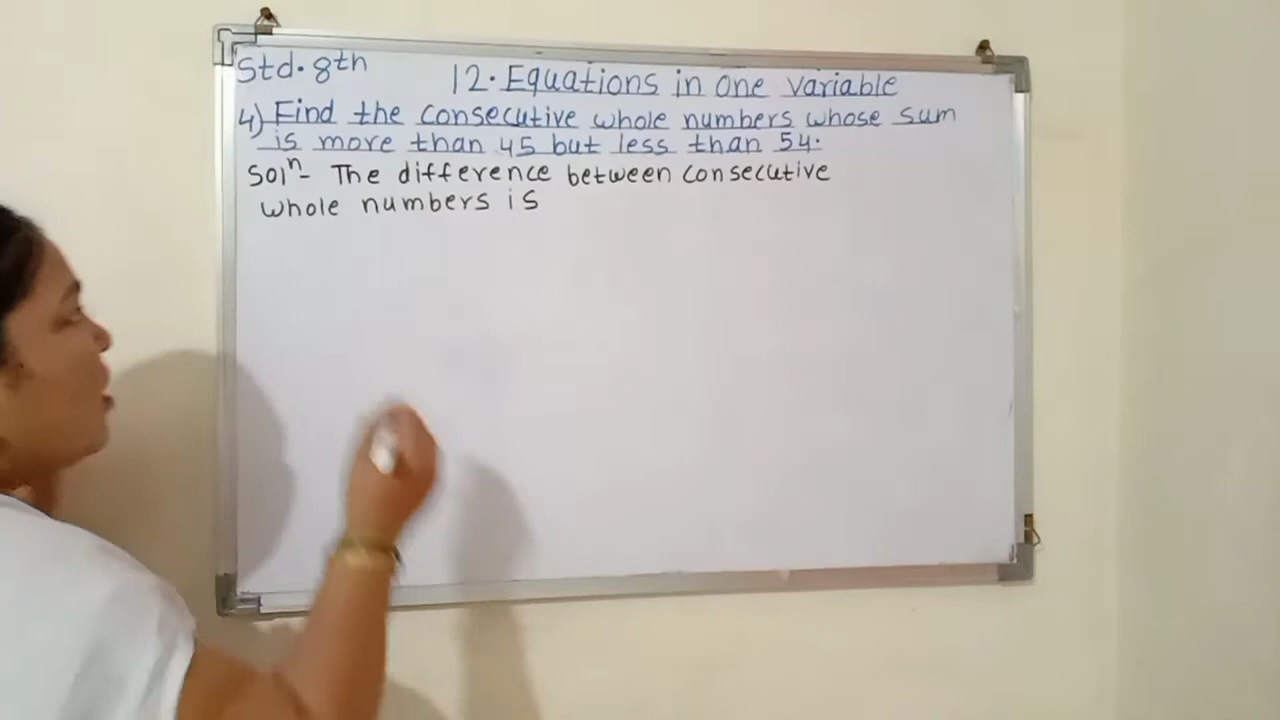 Std. 8th
12. Equations in one variable
4) Find the consecutive whole numbers whose sum
is more than 45 but less than 54.
Solⁿ- The difference between consecutive
whole numbers is